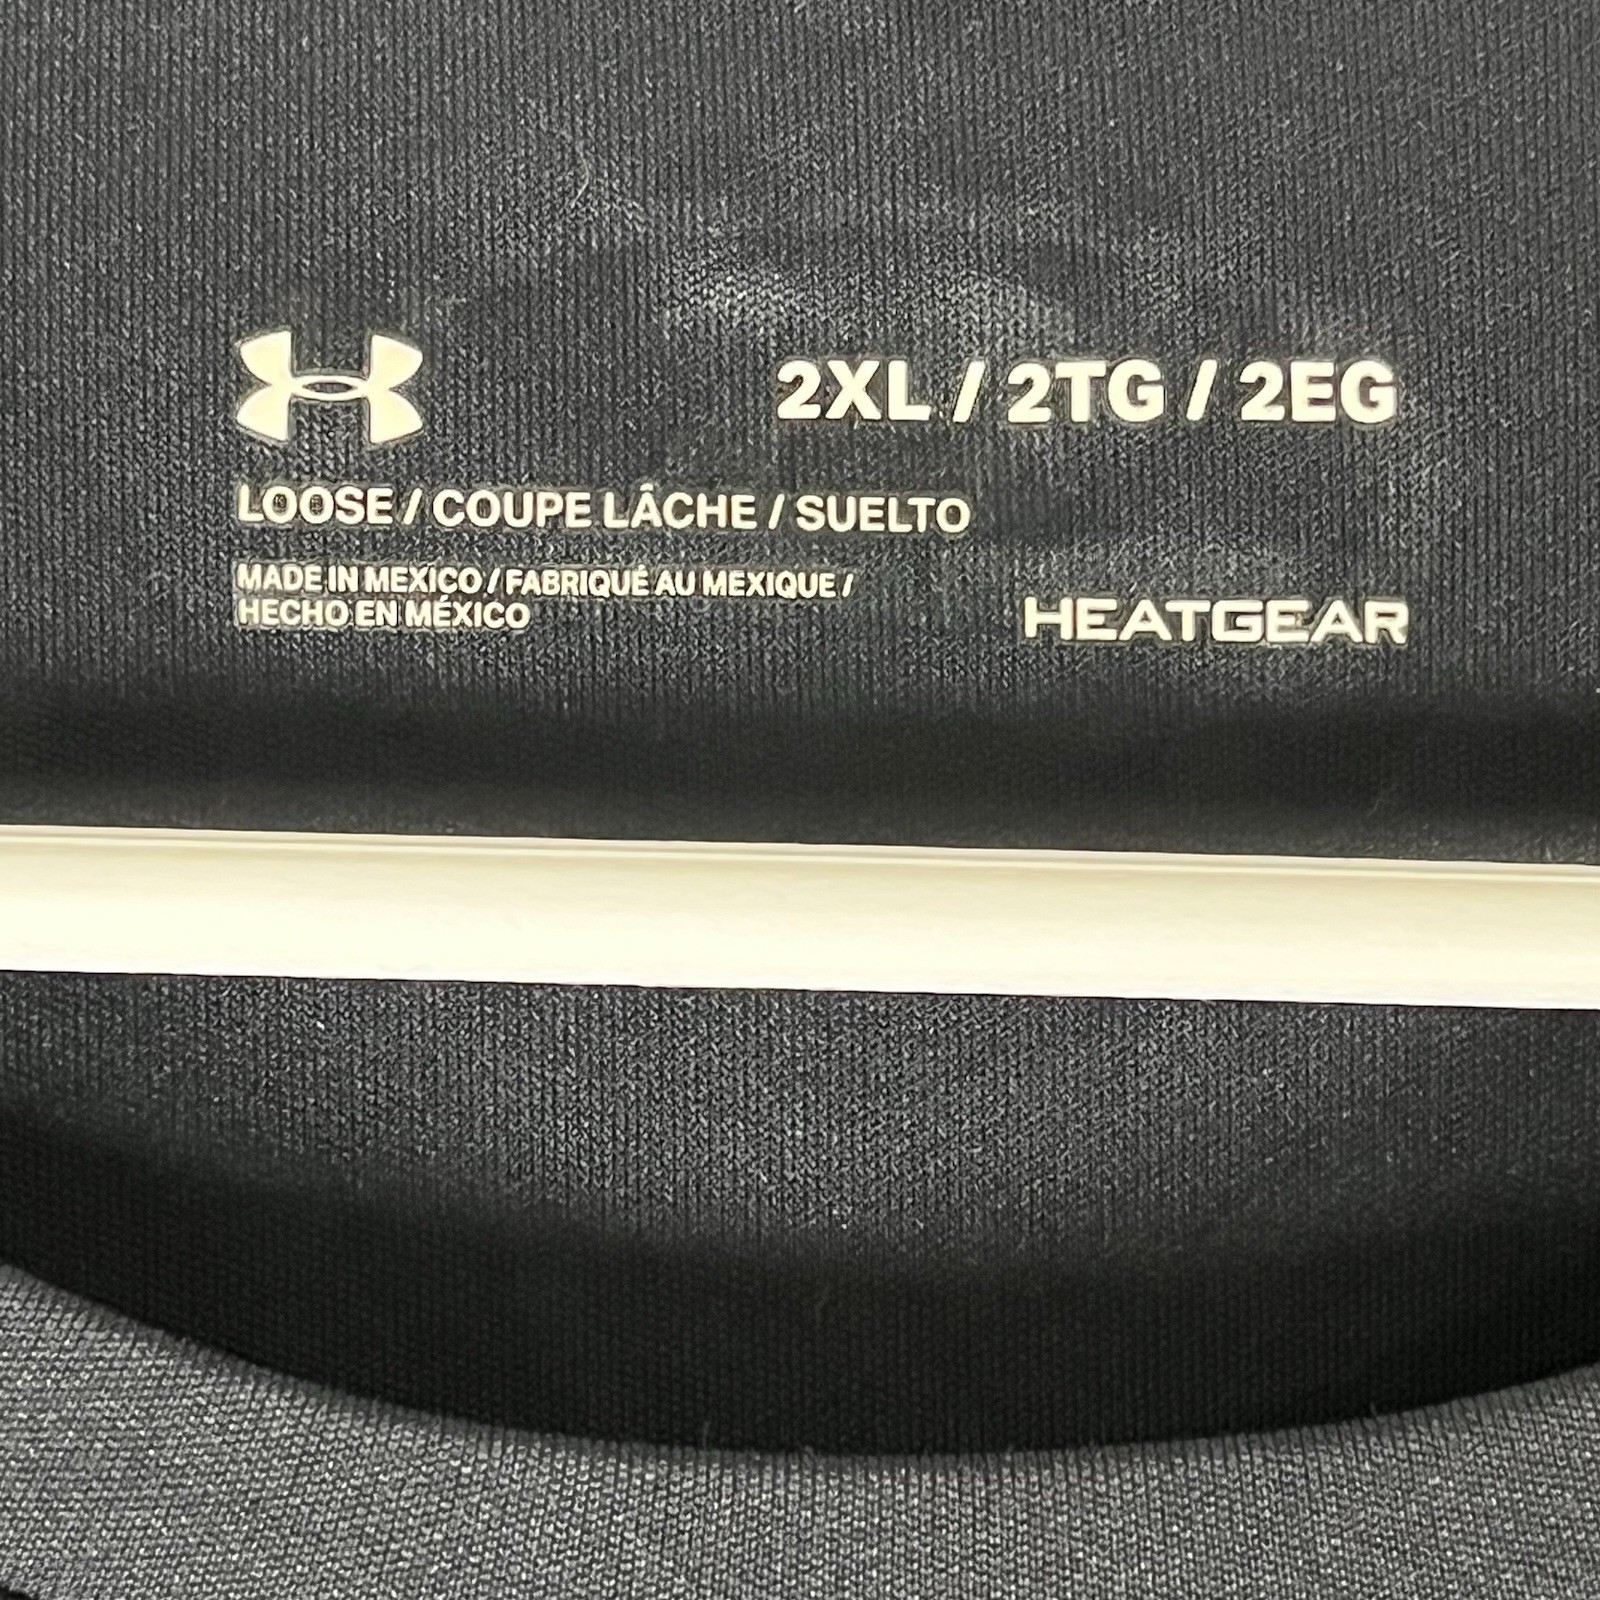 2XL / 2TG / 2EG
LOOSE / COUPE LÂCHE / SUELTO
MADE IN MEXICO / FABRIQUÉ AU MEXIQUE /
HECHO EN MÉXICO
HEATGEAR